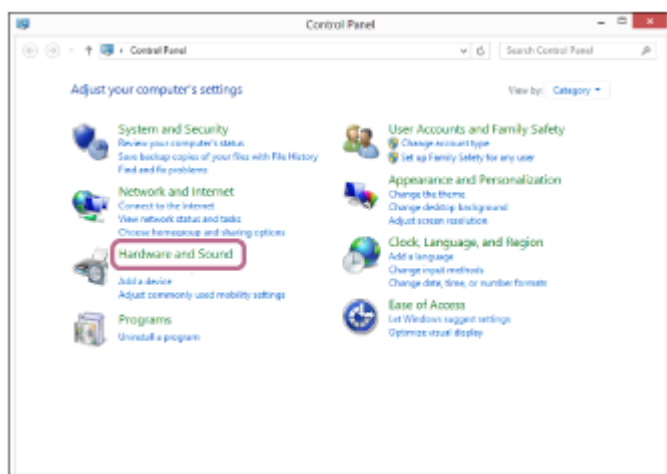 Control Panel
Control Panel
Search Control Panel
Adjust your computer's settings
View by: Category
System and Security
Review your computer's status
Save backup copies of your files with File History
Find and fix problems
Network and Internet
Connect to the Internet
View network status and tasks
Choose homegroup and sharing options
Hardware and Sound
Add a device
Adjust commonly used mobility settings
Programs
Uninstall a program
User Accounts and Family Safety
Change account type
Set up Family Safety for any user
Appearance and Personalization
Change the theme
Change desktop background
Adjust screen resolution
Clock, Language, and Region
Add a language
Change input methods
Change date, time, or number formats
Ease of Access
Let Windows suggest settings
Optimize visual display